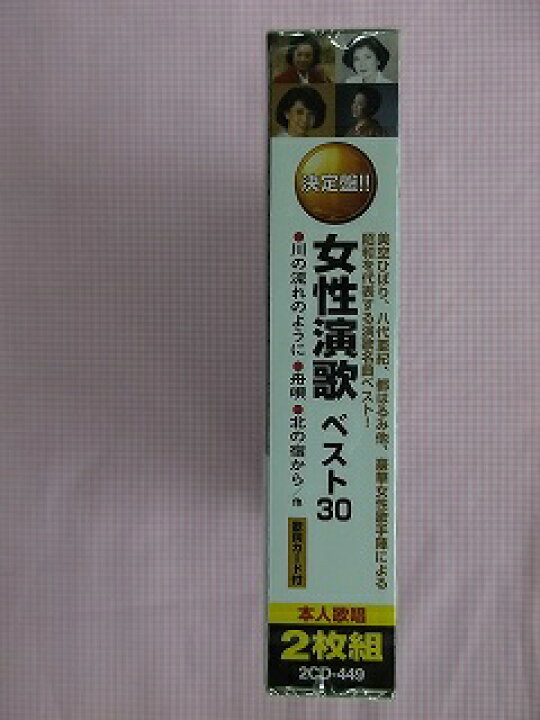 決定盤!!
美空ひばり、八代亜紀、都はるみ他、豪華女性歌手陣による
昭和を代表する演歌名曲ベスト!
女性演歌 ベスト30
●川の流れのように ●舟唄 ●北の宿から/他
歌詞カード付
本人歌唱
2枚組
2CD-449